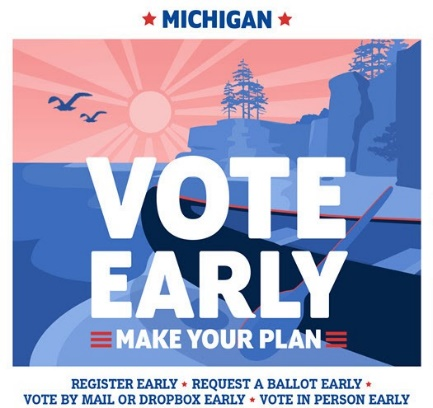 ★ MICHIGAN ★
VOTE
EARLY
MAKE YOUR PLAN
REGISTER EARLY ★ REQUEST A BALLOT EARLY ★
VOTE BY MAIL OR DROPBOX EARLY ★ VOTE IN PERSON EARLY